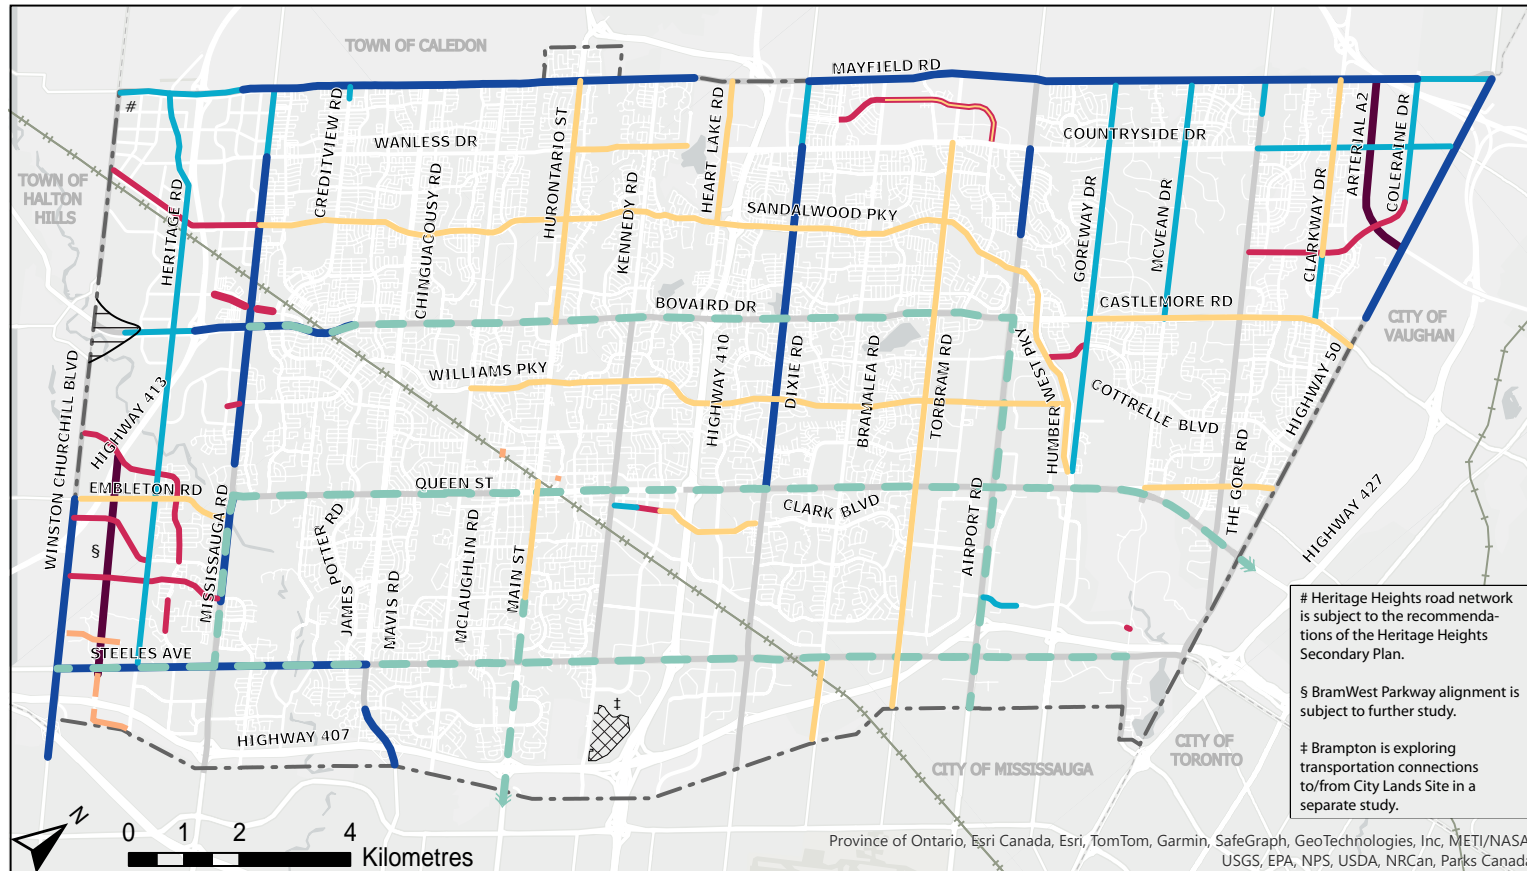 TOWN OF CALEDON
MAYFIELD RD
#
WANLESS DR
COUNTRYSIDE DR
CREDITVIEW RD
HURONTARIO ST
HEART LAKE RD
ARTERIAL A2
COLERAINE DR
TOWN OF
HALTON
HILLS
HERITAGE RD
CHINGUACOUSY RD
KENNEDY RD
SANDALWOOD PKY
GOREWAY DR
MCVEAN DR
CLARKWAY DR
BOVAIRD DR
CASTLEMORE RD
CITY OF
VAUGHAN
WINSTON CHURCHILL BLVD
HIGHWAY 413
WILLIAMS PKY
HIGHWAY 410
DIXIE RD
BRAMALEA RD
TORBRAM RD
HUMBER WEST PKY
COTTRELLE BLVD
HIGHWAY 50
EMBLETON RD
QUEEN ST
CLARK BLVD
THE GORE RD
HIGHWAY 427
§
MISSISSAUGA RD
JAMES POTTER RD
MAVIS RD
MCLAUGHLIN RD
MAIN ST
AIRPORT RD
STEELES AVE
‡
HIGHWAY 407
CITY OF MISSISSAUGA
CITY OF
TORONTO
# Heritage Heights road network
is subject to the recommenda-
tions of the Heritage Heights
Secondary Plan.
§ BramWest Parkway alignment is
subject to further study.
‡ Brampton is exploring
transportation connections
to/from City Lands Site in a
separate study.
N
0 1 2 4
Kilometres
Province of Ontario, Esri Canada, Esri, TomTom, Garmin, SafeGraph, GeoTechnologies, Inc, METI/NASA
USGS, EPA, NPS, USDA, NRCan, Parks Canada